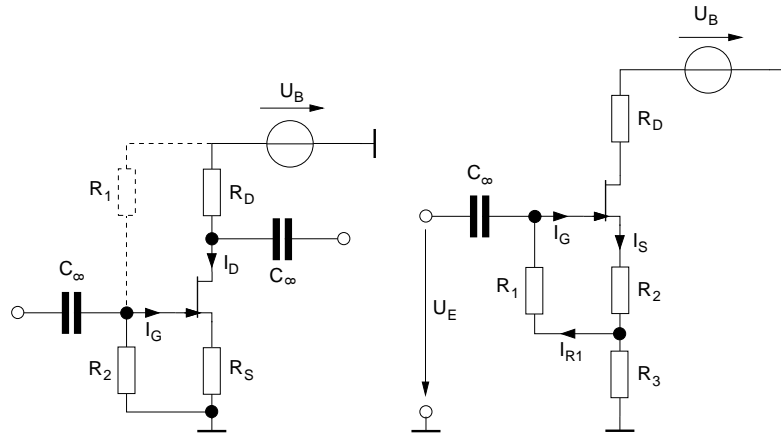 U_B
R_1
R_D
C_∞
I_D
C_∞
I_G
R_2
R_S
U_B
R_D
C_∞
I_G
I_S
R_1
R_2
U_E
I_R1
R_3